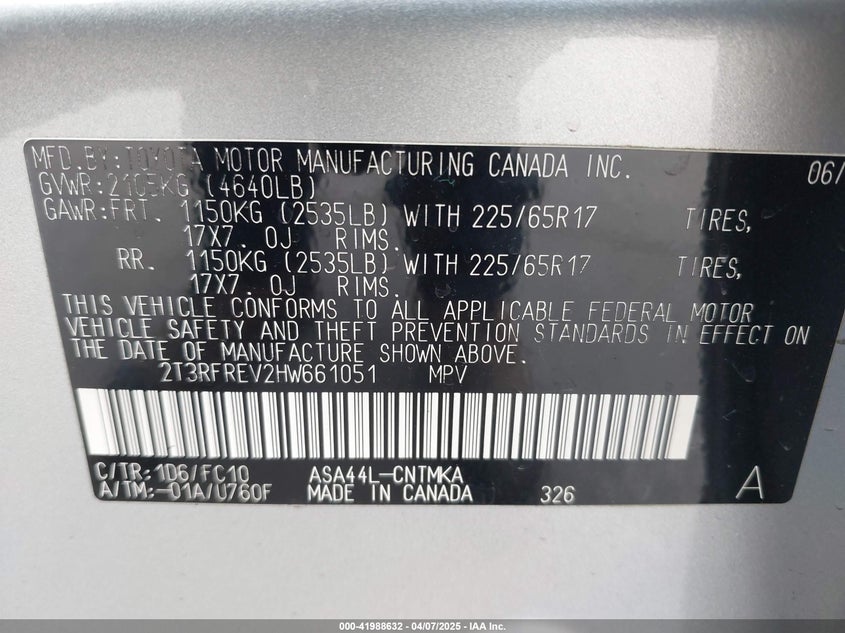 MFD.BY:TOYOTA MOTOR MANUFACTURING CANADA INC. 06/
GVWR:2105KG (4640LB)
GAWR:FRT. 1150KG (2535LB) WITH 225/65R17 TIRES,
17X7. 0J RIMS.
RR. 1150KG (2535LB) WITH 225/65R17 TIRES,
17X7. 0J RIMS.
THIS VEHICLE CONFORMS TO ALL APPLICABLE FEDERAL MOTOR
VEHICLE SAFETY AND THEFT PREVENTION STANDARDS IN EFFECT ON
THE DATE OF MANUFACTURE SHOWN ABOVE.
2T3RFREV2HW661051 MPV
C/TR:1D6/FC10 ASA44L-CNTMKA
A/TM:-01A/U760F MADE IN CANADA 326 A
000-41988632 - 04/07/2025 - IAA Inc.